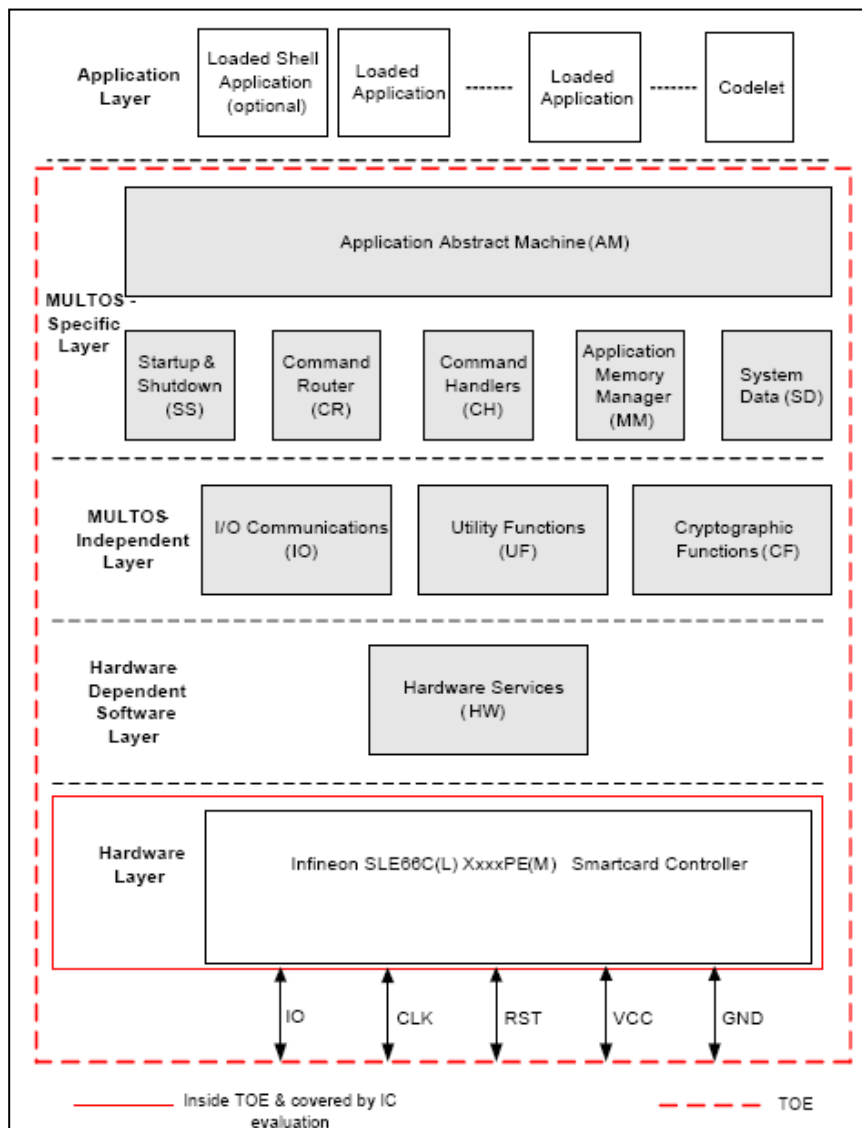 Application
Layer
Loaded Shell
Application
(optional)
Loaded
Application
Loaded
Application
Codelet
Application Abstract Machine (AM)
MULTOS -
Specific
Layer
Startup &
Shutdown
(SS)
Command
Router
(CR)
Command
Handlers
(CH)
Application
Memory
Manager
(MM)
System
Data (SD)
MULTOS-
Independent
Layer
I/O Communications
(IO)
Utility Functions
(UF)
Cryptographic
Functions (CF)
Hardware
Dependent
Software
Layer
Hardware Services
(HW)
Hardware
Layer
Infineon SLE66C(L) XxxxPE(M) Smartcard Controller
IO
CLK
RST
VCC
GND
Inside TOE & covered by IC
evaluation
TOE